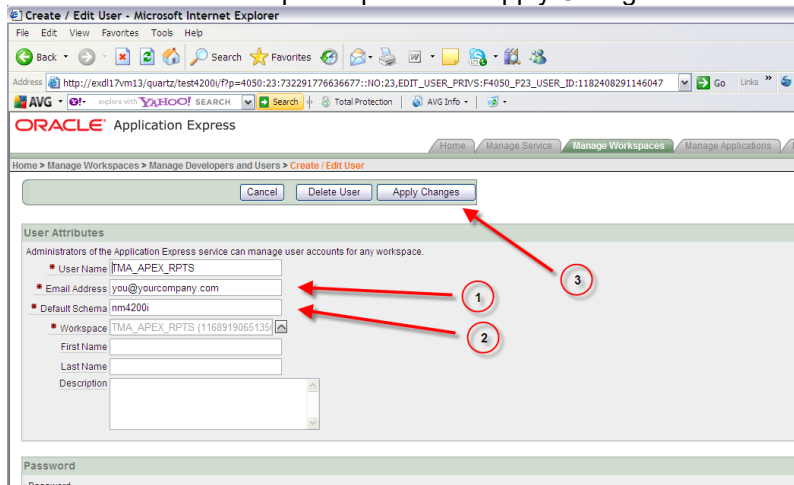 Create / Edit User - Microsoft Internet Explorer
File Edit View Favorites Tools Help
Back Search Favorites
Address http://exdl17vm13/quartz/test4200i/f?p=4050:23:732291776636677::NO:23,EDIT_USER_PRIVS:F4050_P23_USER_ID:1182408291146047 Go Links »
AVG explore with YAHOO! SEARCH Search Total Protection AVG Info
ORACLE Application Express
Home Manage Service Manage Workspaces Manage Applications
Home > Manage Workspaces > Manage Developers and Users > Create / Edit User
Cancel Delete User Apply Changes
User Attributes
Administrators of the Application Express service can manage user accounts for any workspace.
* User Name TMA_APEX_RPTS
* Email Address you@yourcompany.com
* Default Schema nm4200i
* Workspace TMA_APEX_RPTS (1168919065135
First Name
Last Name
Description
1
2
3
Password